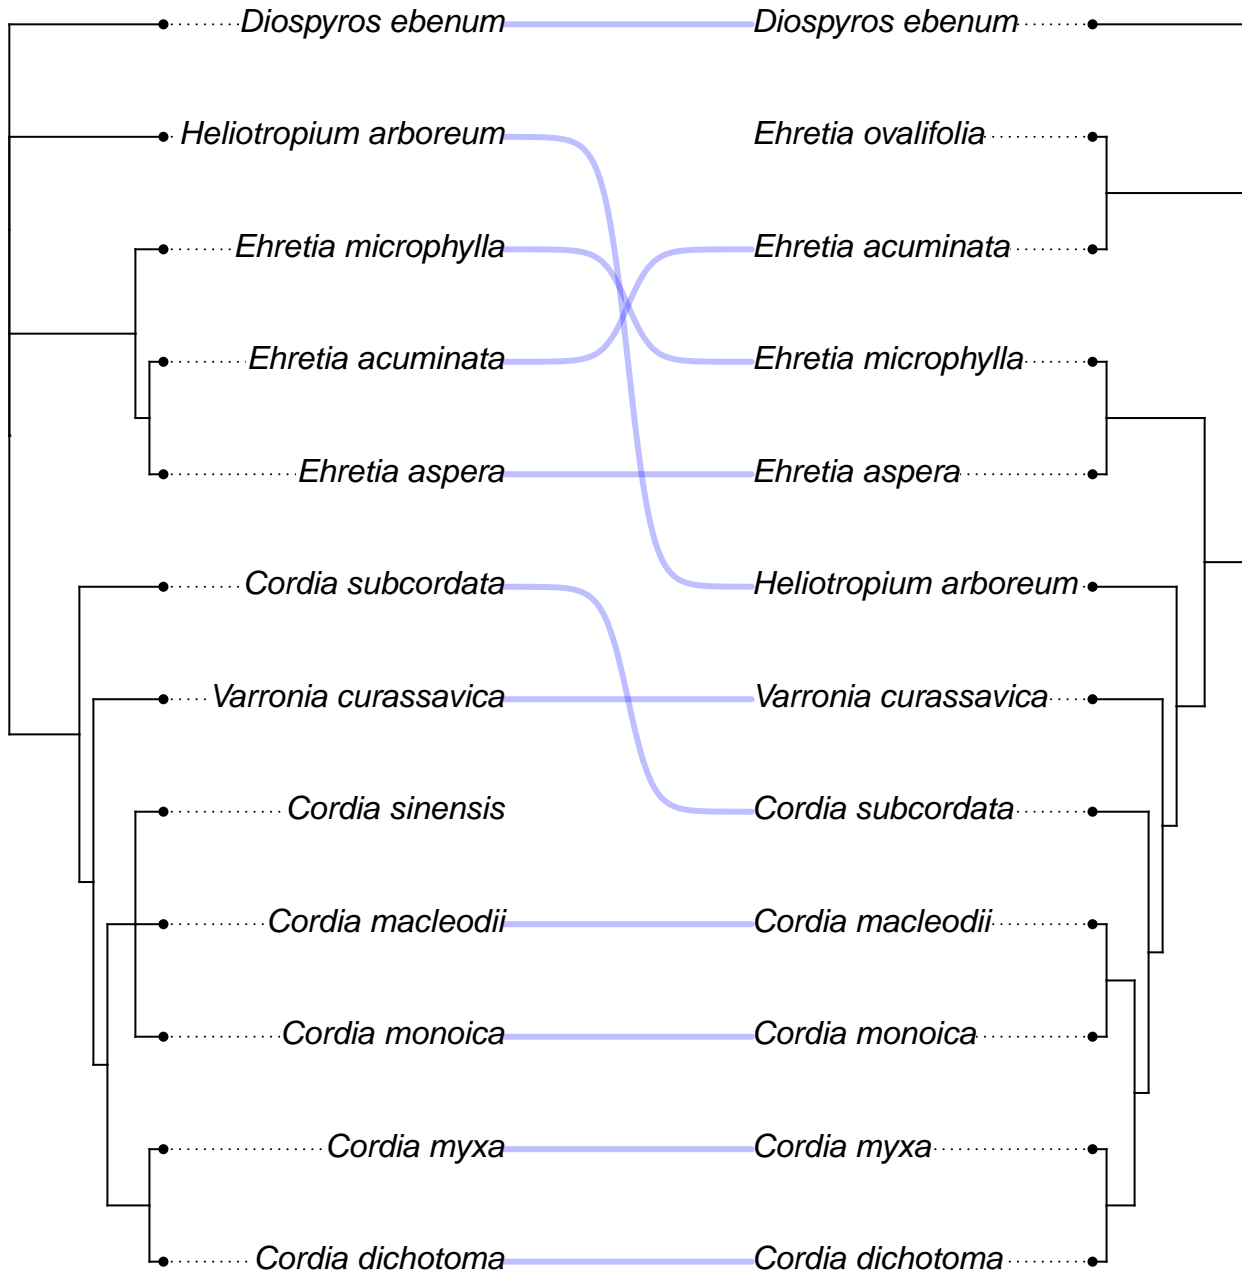 Diospyros ebenum Diospyros ebenum
Heliotropium arboreum Ehretia ovalifolia
Ehretia microphylla Ehretia acuminata
Ehretia acuminata Ehretia microphylla
Ehretia aspera Ehretia aspera
Cordia subcordata Heliotropium arboreum
Varronia curassavica Varronia curassavica
Cordia sinensis Cordia subcordata
Cordia macleodii Cordia macleodii
Cordia monoica Cordia monoica
Cordia myxa Cordia myxa
Cordia dichotoma Cordia dichotoma